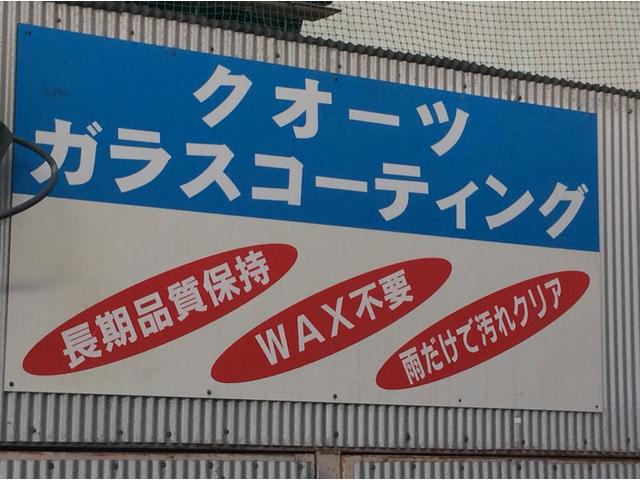 クオーツ
ガラスコーティング
長期品質保持
WAX不要
雨だけで汚れクリア